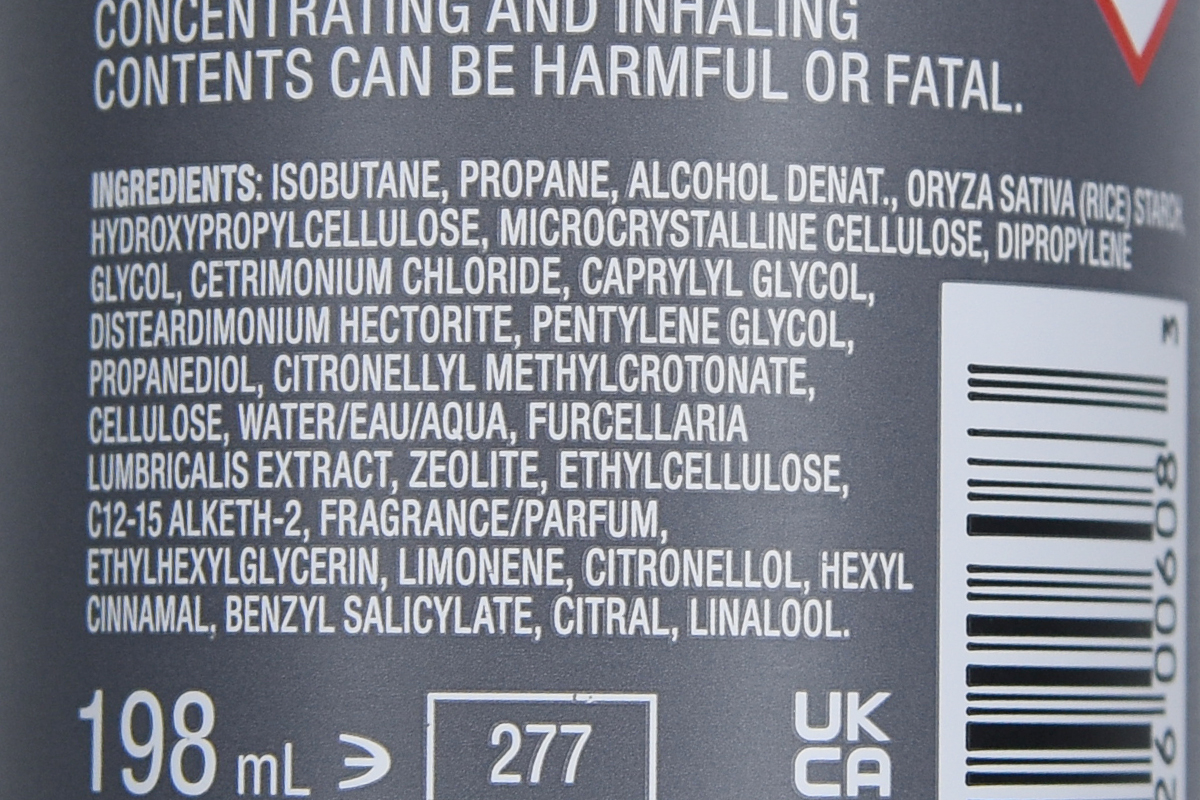 CONCENTRATING AND INHALING
CONTENTS CAN BE HARMFUL OR FATAL.
INGREDIENTS: ISOBUTANE, PROPANE, ALCOHOL DENAT., ORYZA SATIVA (RICE) STARCH,
HYDROXYPROPYLCELLULOSE, MICROCRYSTALLINE CELLULOSE, DIPROPYLENE
GLYCOL, CETRIMONIUM CHLORIDE, CAPRYLYL GLYCOL,
DISTEARDIMONIUM HECTORITE, PENTYLENE GLYCOL,
PROPANEDIOL, CITRONELLYL METHYLCROTONATE,
CELLULOSE, WATER/EAU/AQUA, FURCELLARIA
LUMBRICALIS EXTRACT, ZEOLITE, ETHYLCELLULOSE,
C12-15 ALKETH-2, FRAGRANCE/PARFUM,
ETHYLHEXYLGLYCERIN, LIMONENE, CITRONELLOL, HEXYL
CINNAMAL, BENZYL SALICYLATE, CITRAL, LINALOOL.
198 mL
277
UK
CA
26 00608 3